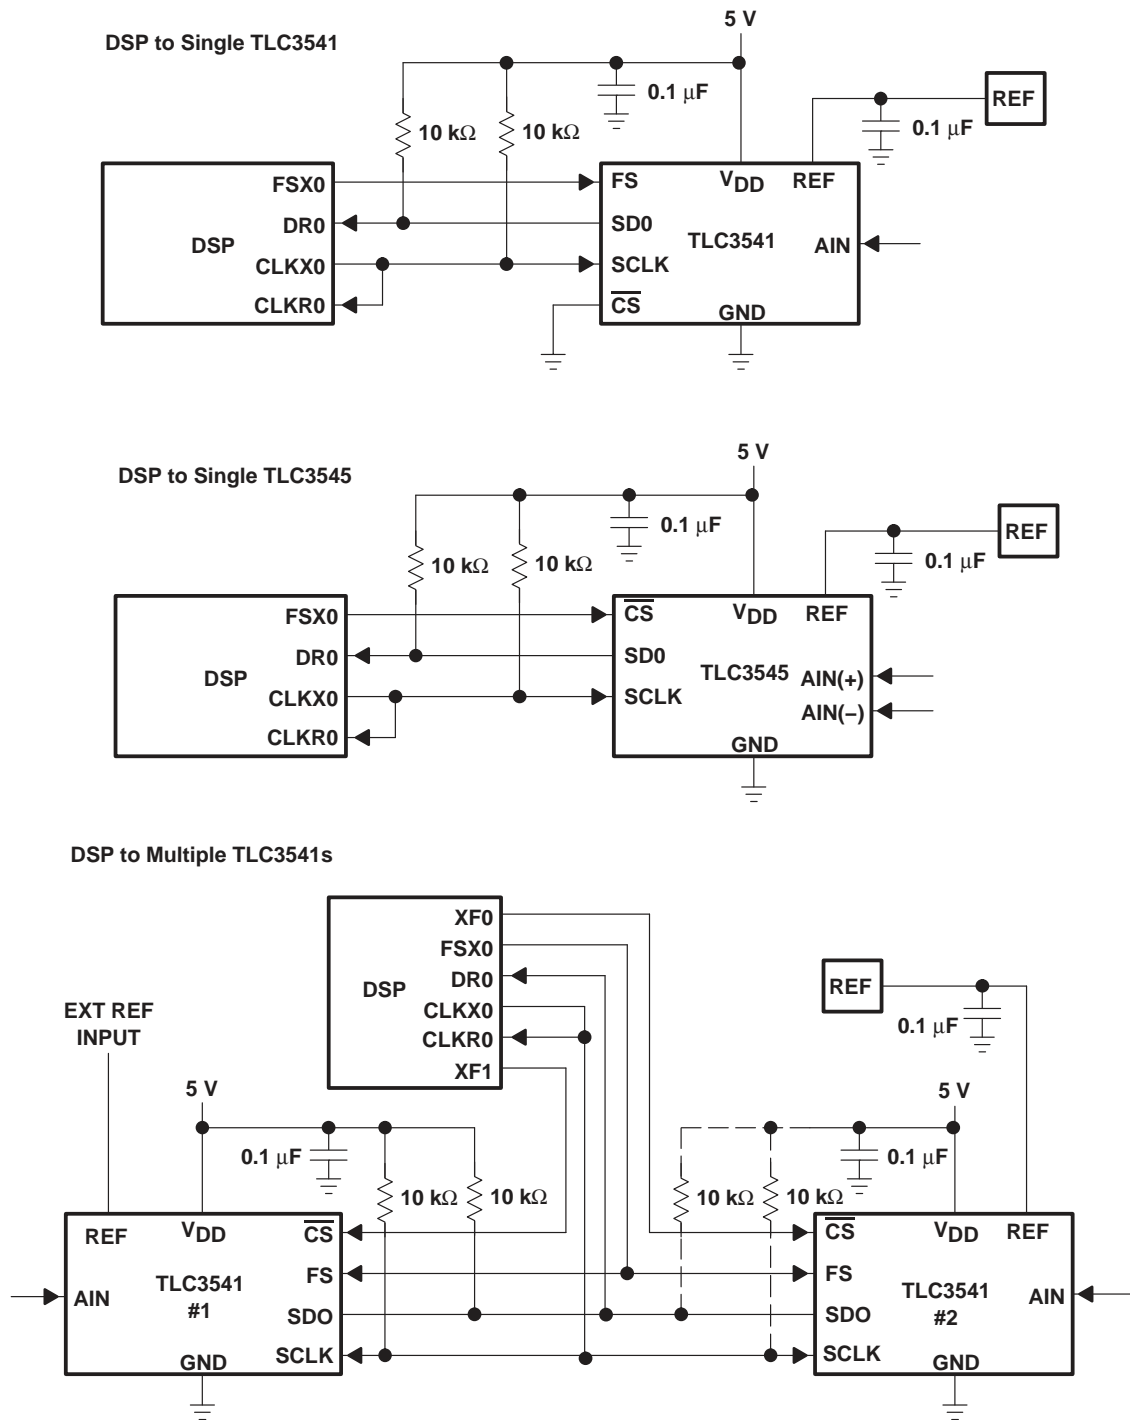 DSP to Single TLC3541
5 V
0.1 μF
REF
0.1 μF
10 kΩ
10 kΩ
FSX0
DR0
DSP
CLKX0
CLKR0
FS
VDD
REF
SD0
TLC3541
AIN
SCLK
CS
GND
DSP to Single TLC3545
5 V
0.1 μF
REF
0.1 μF
10 kΩ
10 kΩ
FSX0
DR0
DSP
CLKX0
CLKR0
CS
VDD
REF
SD0
TLC3545
AIN(+)
SCLK
AIN(−)
GND
DSP to Multiple TLC3541s
XF0
FSX0
DR0
DSP
CLKX0
CLKR0
XF1
REF
0.1 μF
EXT REF
INPUT
5 V
0.1 μF
10 kΩ
10 kΩ
5 V
0.1 μF
10 kΩ
10 kΩ
REF
VDD
CS
FS
TLC3541
#1
AIN
SDO
SCLK
GND
CS
VDD
REF
FS
TLC3541
#2
AIN
SDO
SCLK
GND